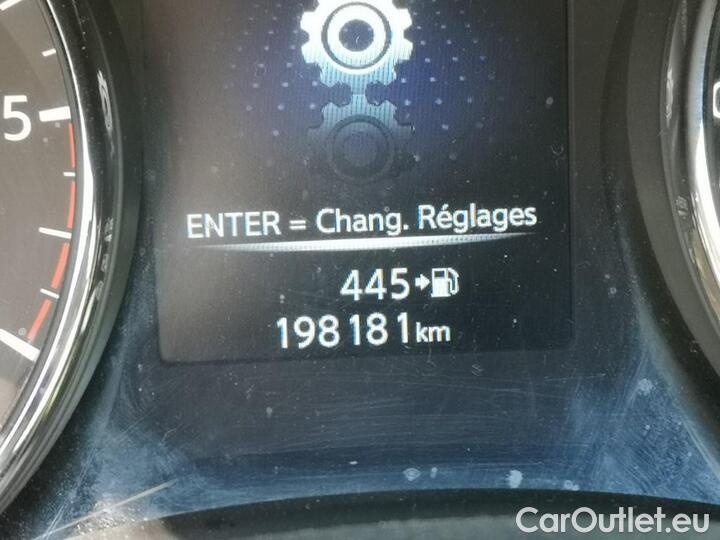 5
ENTER = Chang. Réglages
445
198181km
CarOutlet.eu